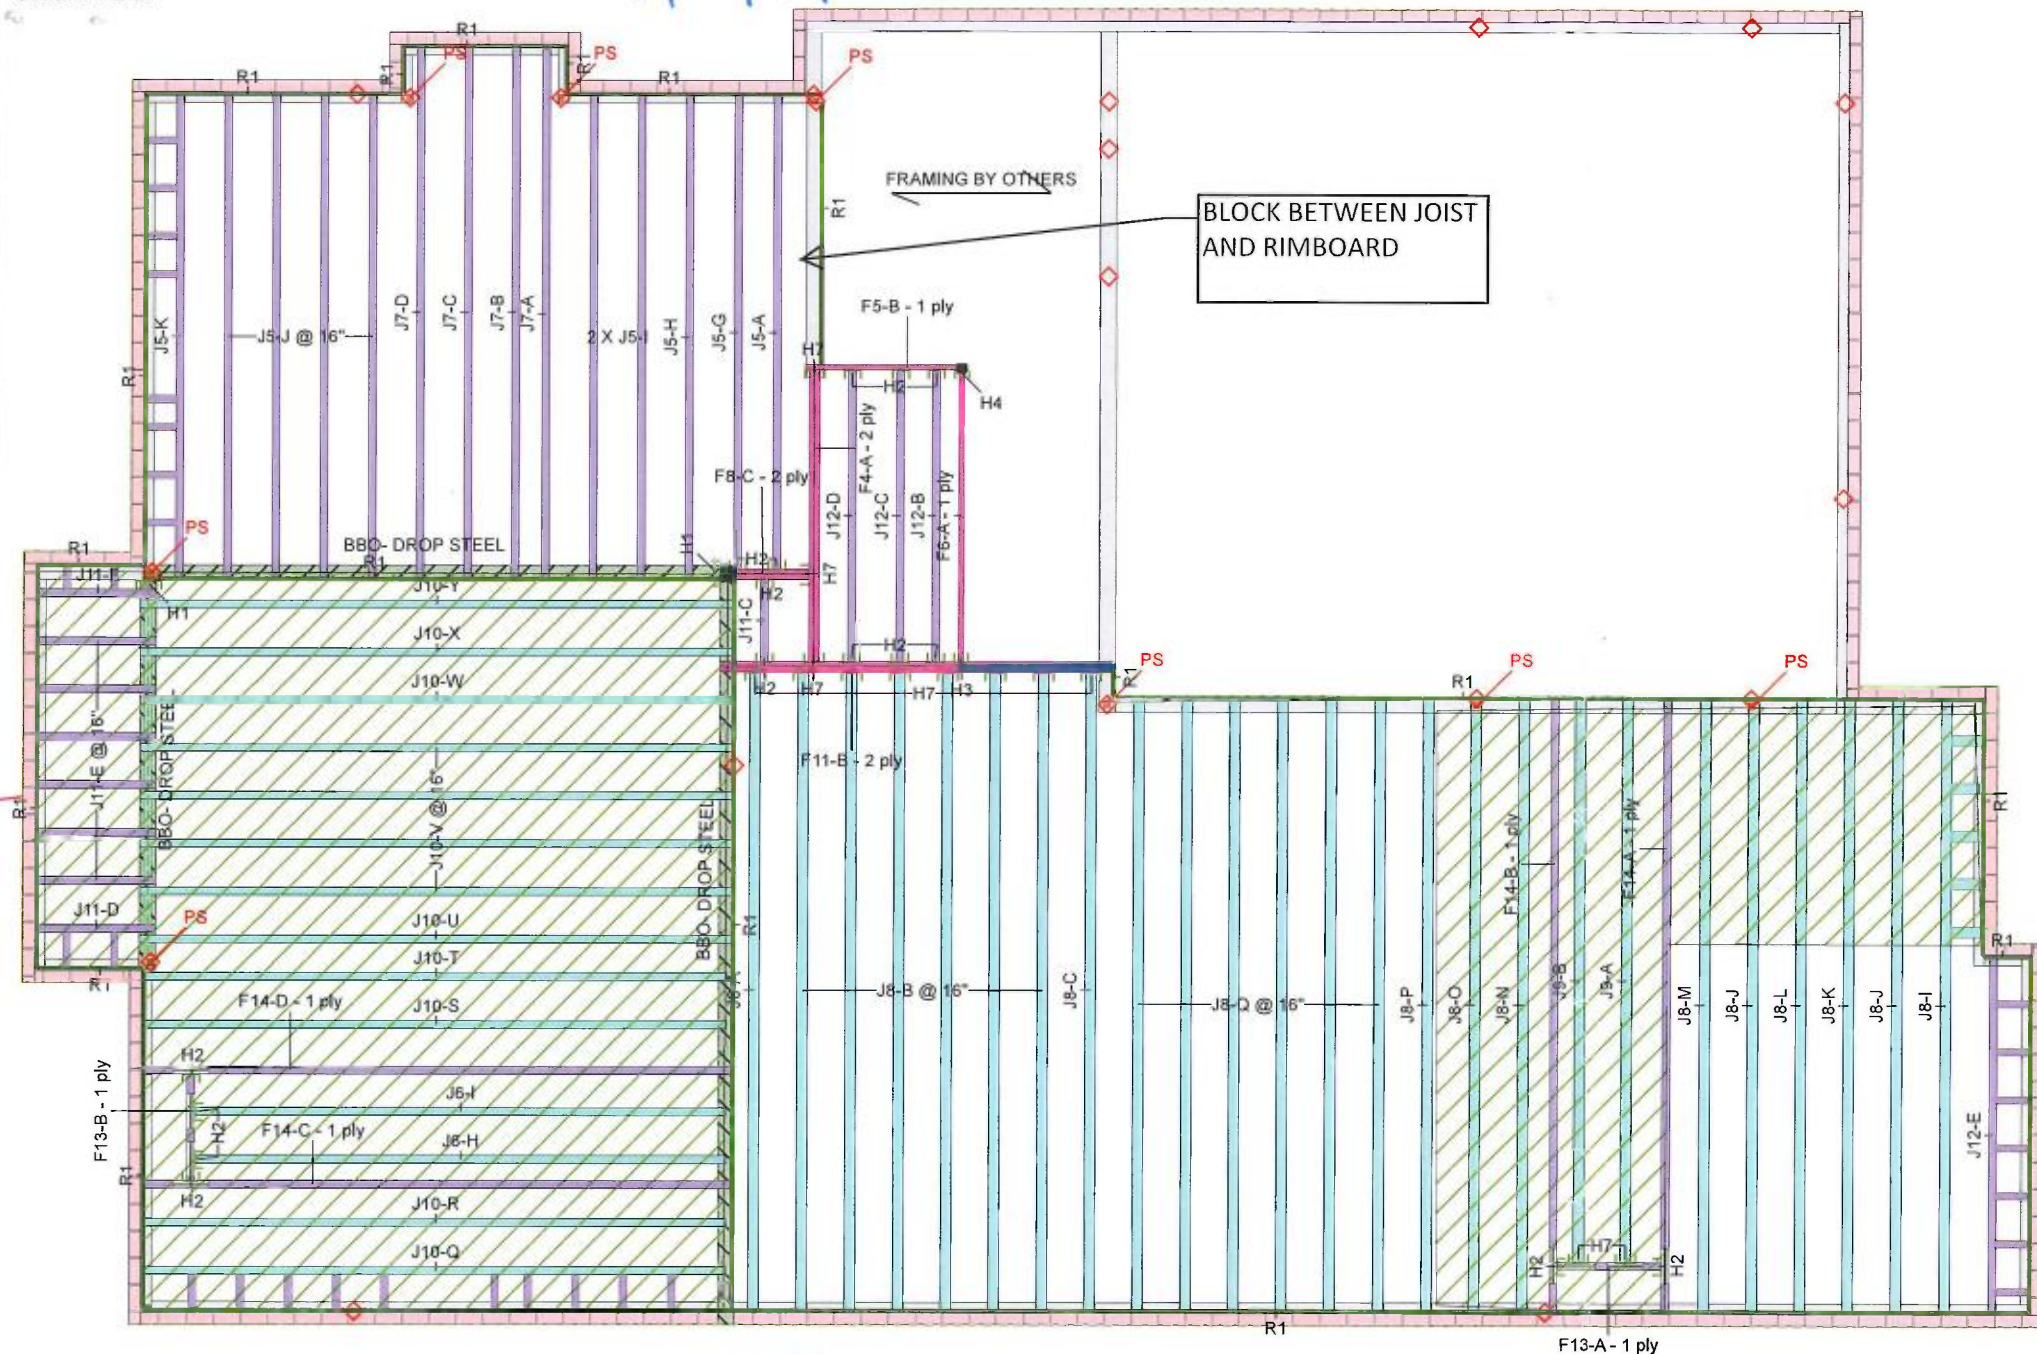 R1
PS
R1
R1
PS
R1
R1
PS
FRAMING BY OTHERS
BLOCK BETWEEN JOIST
AND RIMBOARD
R1
F5-B - 1 ply
J5-K
J5-J @ 16"
J7-D
J7-C
J7-B
J7-A
2 X J5-I
J5-H
J5-G
J5-A
H7
R1
H2
H4
F4-A - 2 ply
F8-C - 2 ply
J12-D
J12-C
J12-B
F6-A - 1 ply
PS
BBO- DROP STEEL
R1
H1
H2
H7
R1
J11-F
J10-Y
H2
H1
J11-C
J10-X
H2
J10-W
H2
H7
H7
H3
R1
PS
R1
PS
PS
BBO- DROP STEEL
J11-E @ 16"
R1
J10-V @ 16"
F11-B - 2 ply
BBO- DROP STEEL
R1
F14-B - 1 ply
F14-A - 1 ply
R1
J11-D
PS
J10-U
J10-T
R1
R1
F14-D - 1 ply
J10-S
J8-B @ 16"
J8-C
J8-Q @ 16"
J8-P
J8-O
J8-N
J9-B
J9-A
J8-M
J8-J
J8-L
J8-K
J8-J
J8-I
H2
F13-B - 1 ply
J6-I
H2
F14-C - 1 ply
J6-H
J12-E
R1
H2
J10-R
J10-Q
H7
H2
H2
R1
F13-A - 1 ply